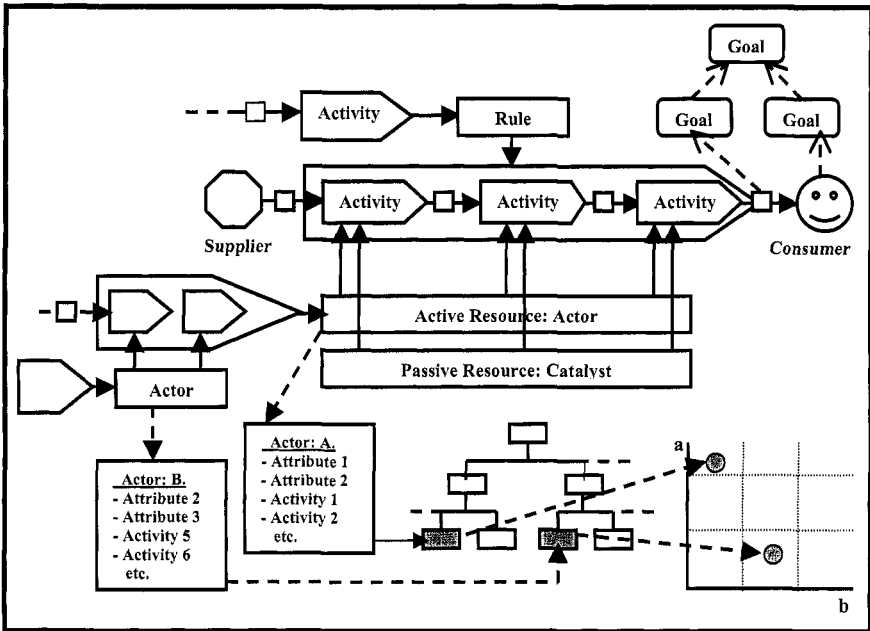 Goal
Goal
Goal
Activity
Rule
Activity
Activity
Activity
Supplier
Consumer
Active Resource: Actor
Passive Resource: Catalyst
Actor
Actor: A.
- Attribute 1
- Attribute 2
- Activity 1
- Activity 2
etc.
Actor: B.
- Attribute 2
- Attribute 3
- Activity 5
- Activity 6
etc.
a
b